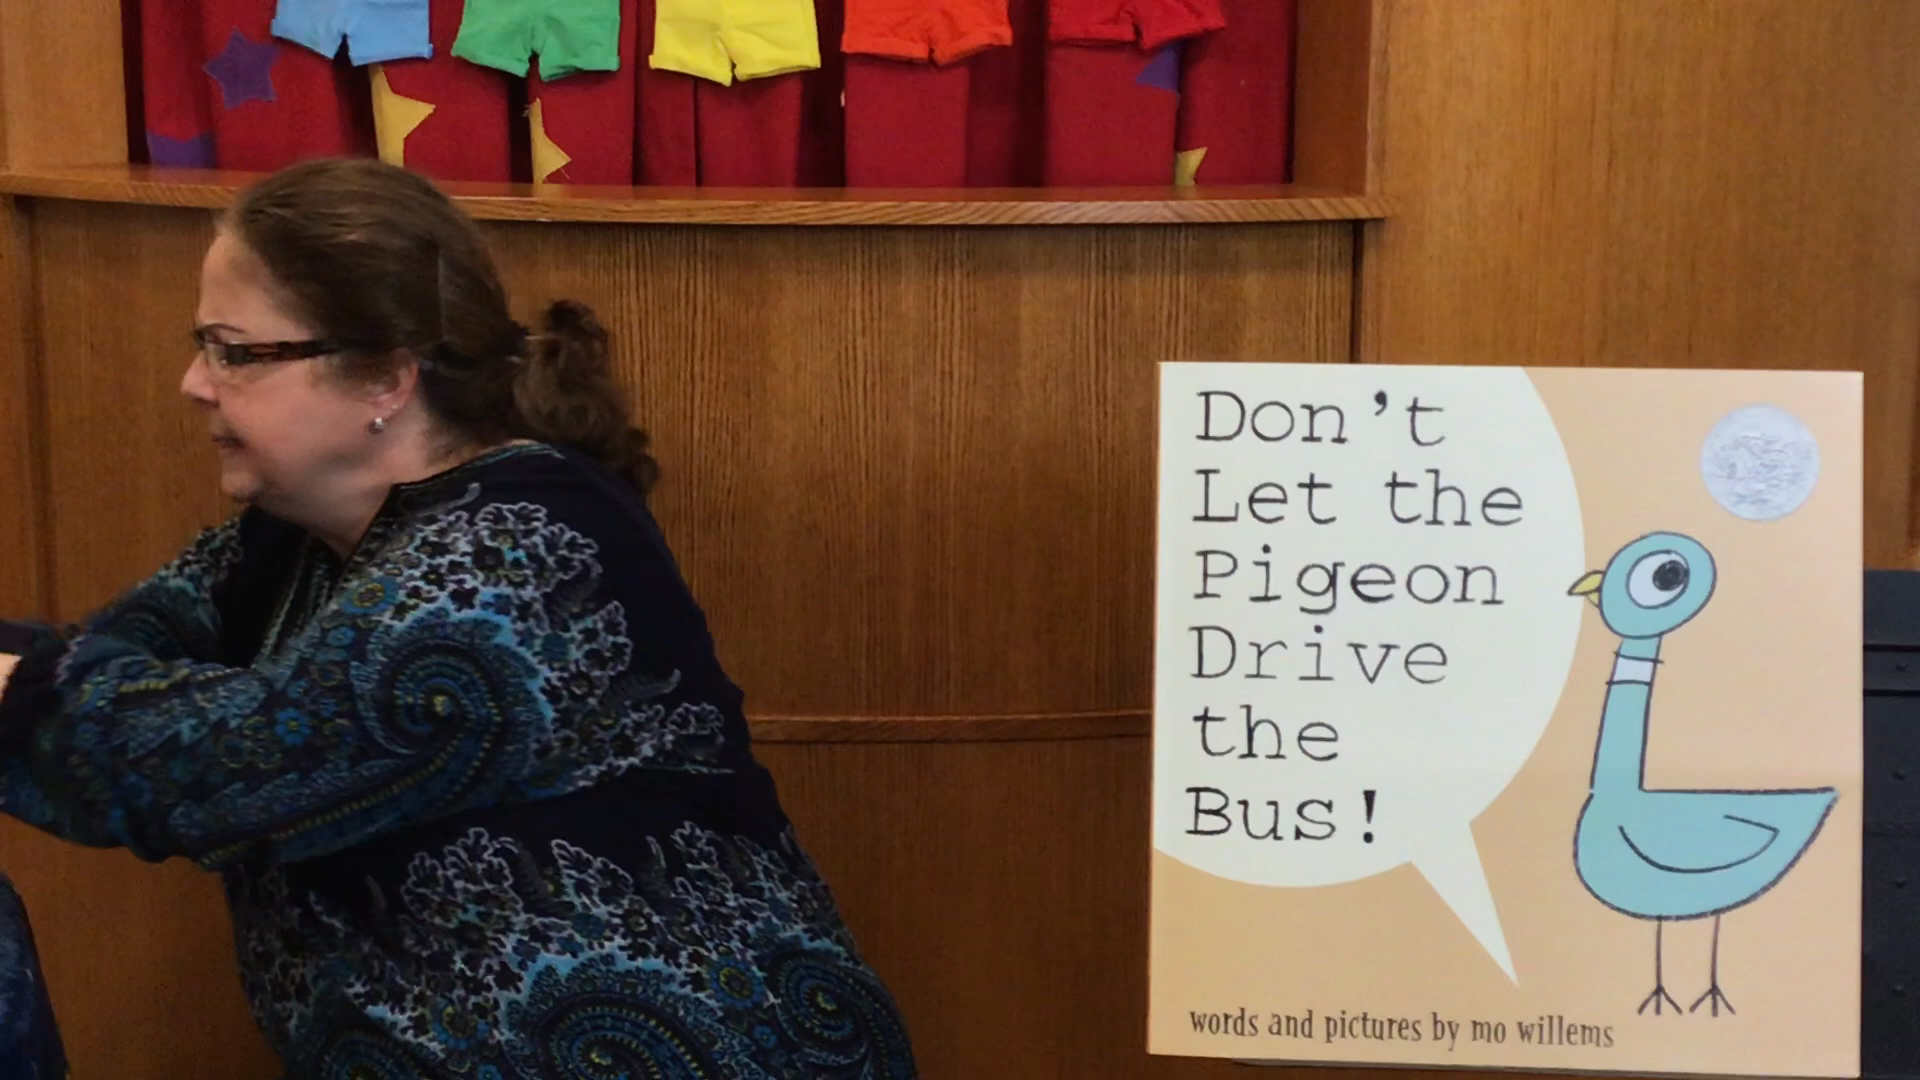 Don't
Let the
Pigeon
Drive
the
Bus!
words and pictures by mo willems